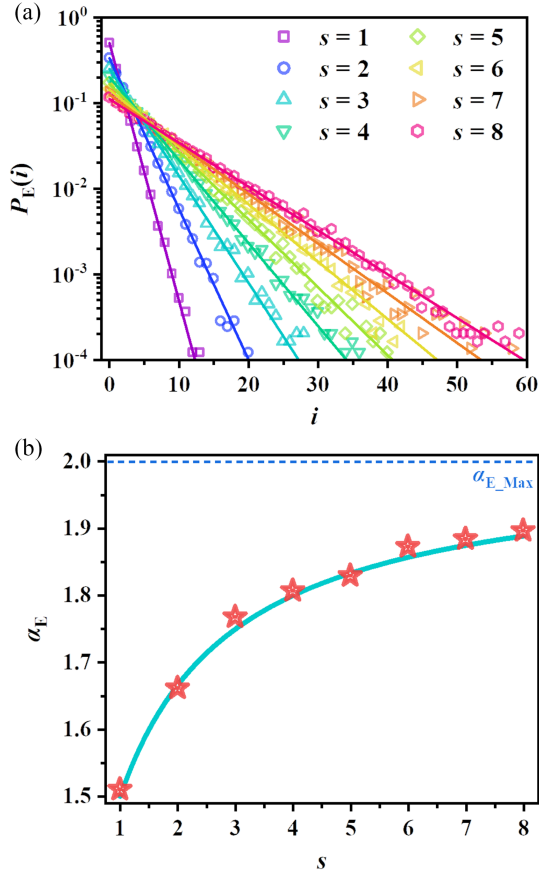 (a)
10⁰
10⁻¹
10⁻²
10⁻³
10⁻⁴
P_E(i)
s = 1
s = 2
s = 3
s = 4
s = 5
s = 6
s = 7
s = 8
0 10 20 30 40 50 60
i
(b)
2.0
1.9
1.8
1.7
1.6
1.5
α_E
α_E_Max
1 2 3 4 5 6 7 8
s